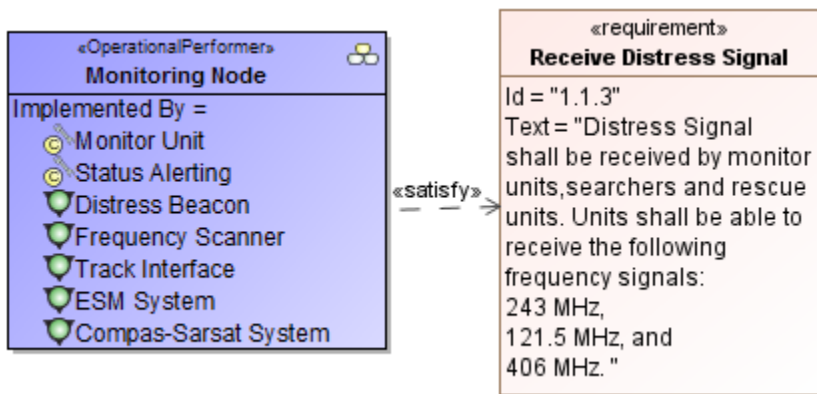 «OperationalPerformer»
Monitoring Node
Implemented By =
Monitor Unit
Status Alerting
Distress Beacon
Frequency Scanner
Track Interface
ESM System
Compas-Sarsat System
«satisfy»
«requirement»
Receive Distress Signal
Id = "1.1.3"
Text = "Distress Signal
shall be received by monitor
units,searchers and rescue
units. Units shall be able to
receive the following
frequency signals:
243 MHz,
121.5 MHz, and
406 MHz. "